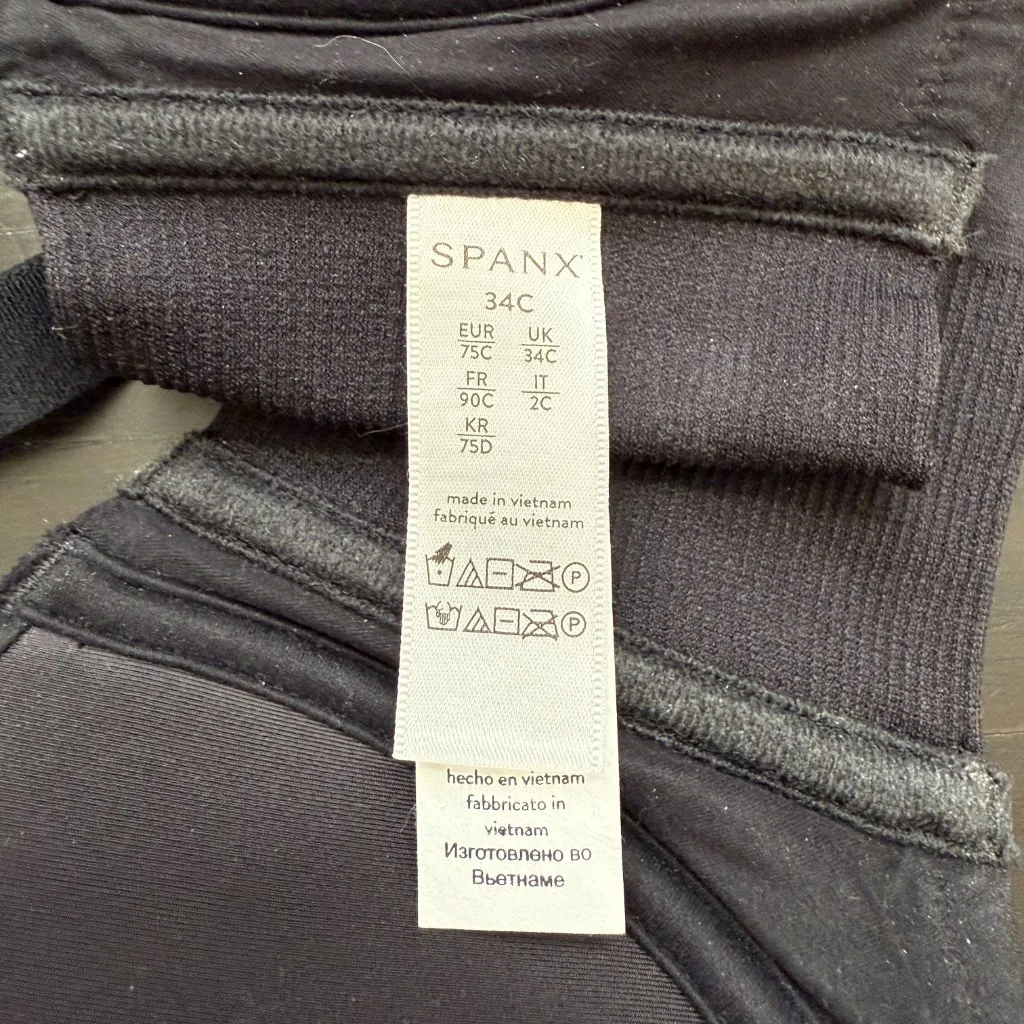 SPANX
34C
EUR UK
75C 34C
FR IT
90C 2C
KR
75D
made in vietnam
fabriqué au vietnam
P
P
hecho en vietnam
fabbricato in
vietnam
Изготовлено во
Вьетнаме